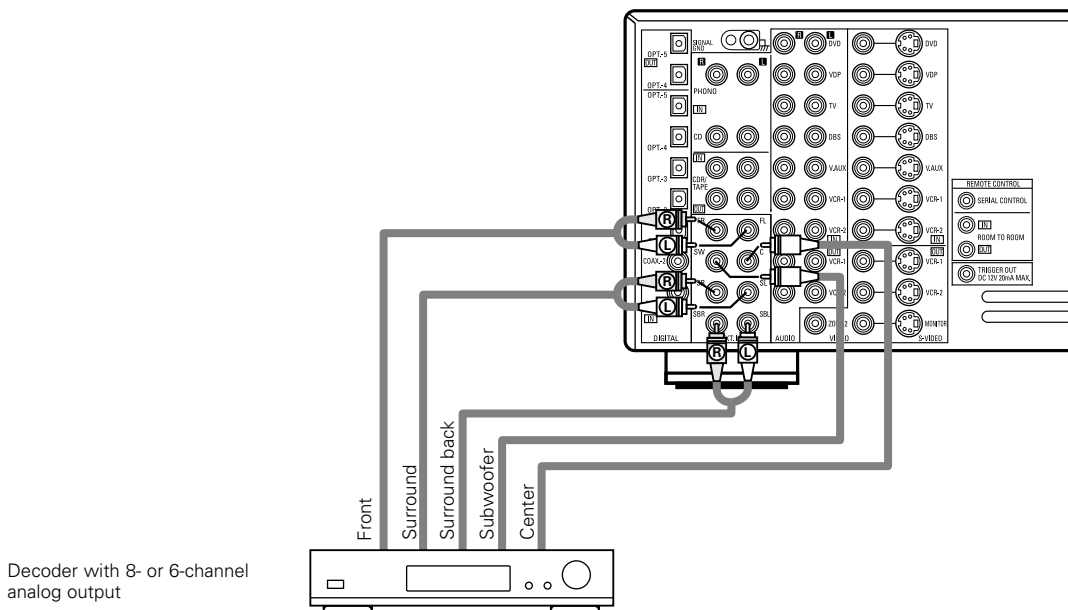 SIGNAL
GND
R
L
DVD
DVD
OPT.-5
OUT
R
L
VDP
VDP
OPT.-4
PHONO
OPT.-5
IN
TV
TV
CD
DBS
DBS
OPT.-4
IN
V.AUX
V.AUX
OPT.-3
CDR/
TAPE
REMOTE CONTROL
VCR-1
VCR-1
SERIAL CONTROL
OUT
R
FL
VCR-2
VCR-2
IN
IN
IN
ROOM TO ROOM
L
SW
C
OUT
OUT
OUT
COAX.-2
VCR-1
VCR-1
TRIGGER OUT
DC 12V 20mA MAX.
R
SL
VCR-2
L
IN
SBR
SBL
MONITOR
DIGITAL
AUDIO
S-VIDEO
R
L
Front
Surround
Surround back
Subwoofer
Center
Decoder with 8- or 6-channel
analog output